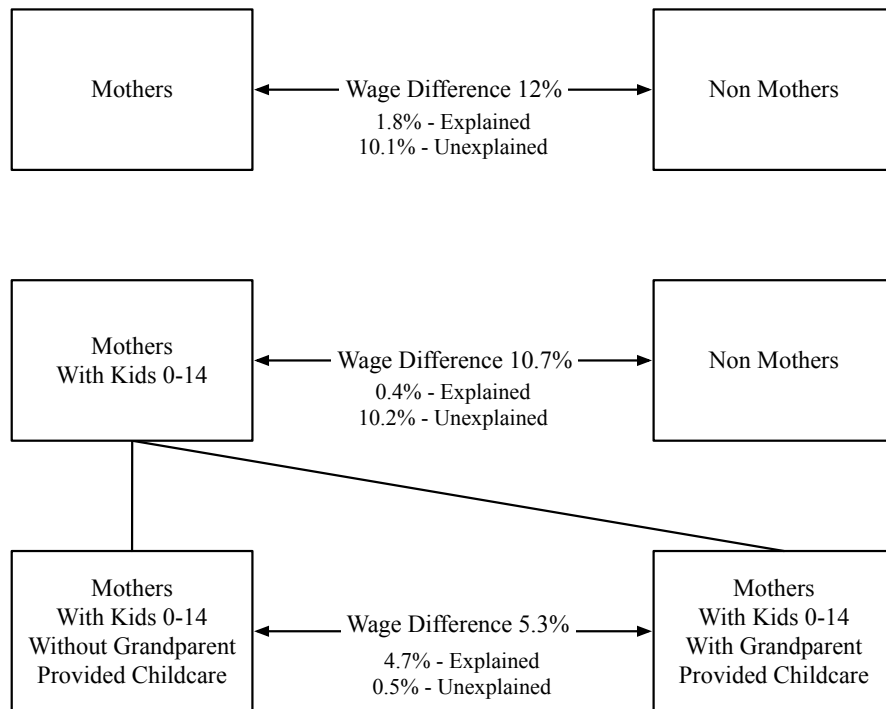 Mothers
Wage Difference 12%
Non Mothers
1.8% - Explained
10.1% - Unexplained
Mothers
With Kids 0-14
Wage Difference 10.7%
Non Mothers
0.4% - Explained
10.2% - Unexplained
Mothers
With Kids 0-14
Without Grandparent
Provided Childcare
Wage Difference 5.3%
4.7% - Explained
0.5% - Unexplained
Mothers
With Kids 0-14
With Grandparent
Provided Childcare